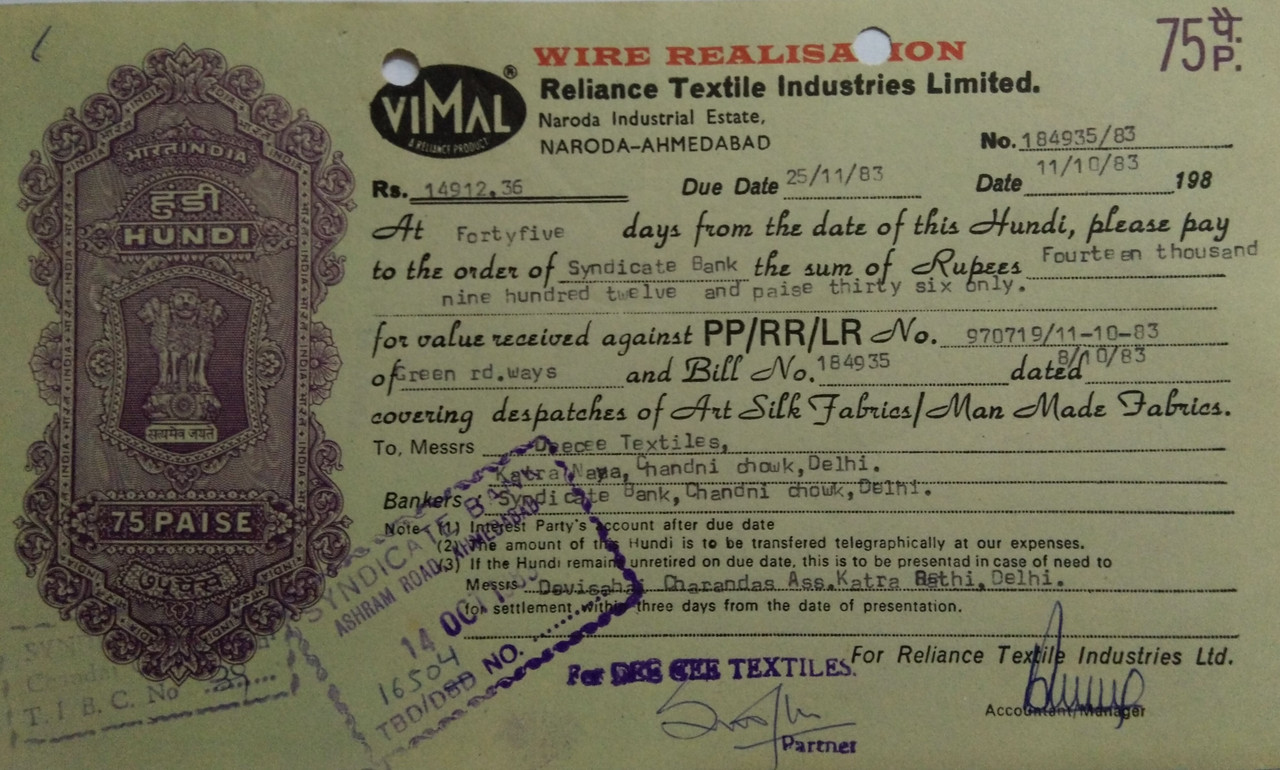 WIRE REALISA ION
75 पै.
P.
VIMAL ®
A RELIANCE PRODUCT
Reliance Textile Industries Limited.
Naroda Industrial Estate,
NARODA-AHMEDABAD
No. 184935/83
Rs. 14912.36 Due Date 25/11/83 Date 11/10/83 198
At Fortyfive days from the date of this Hundi, please pay
to the order of Syndicate Bank the sum of Rupees Fourteen thousand
nine hundred twelve and paise thirty six only.
for value received against PP/RR/LR No. 970719/11-10-83
of Green rd.ways and Bill No. 184935 dated 8/10/83
covering despatches of Art Silk Fabrics/Man Made Fabrics.
To, Messrs Deecee Textiles,
Katra Naya, Chandni chowk, Delhi.
Bankers : Syndicate Bank, Chandni chowk, Delhi.
Note (1) Interest Party's account after due date
(2) The amount of this Hundi is to be transfered telegraphically at our expenses.
(3) If the Hundi remain unretired on due date, this is to be presentad in case of need to
Messrs Devisahai Charandas Ass. Katra Rathi, Delhi.
for settlement within three days from the date of presentation.
For Reliance Textile Industries Ltd.
Accountant/Manager
For DEE CEE TEXTILES.
Partner
भारत INDIA
हुंडी
HUNDI
सत्यमेव जयते
75 PAISE
७५ पैसे
SYNDICATE BANK
ASHRAM ROAD, AHMEDABAD
14 OCT
16504
TBD/DBD NO.
T. I B. C. No